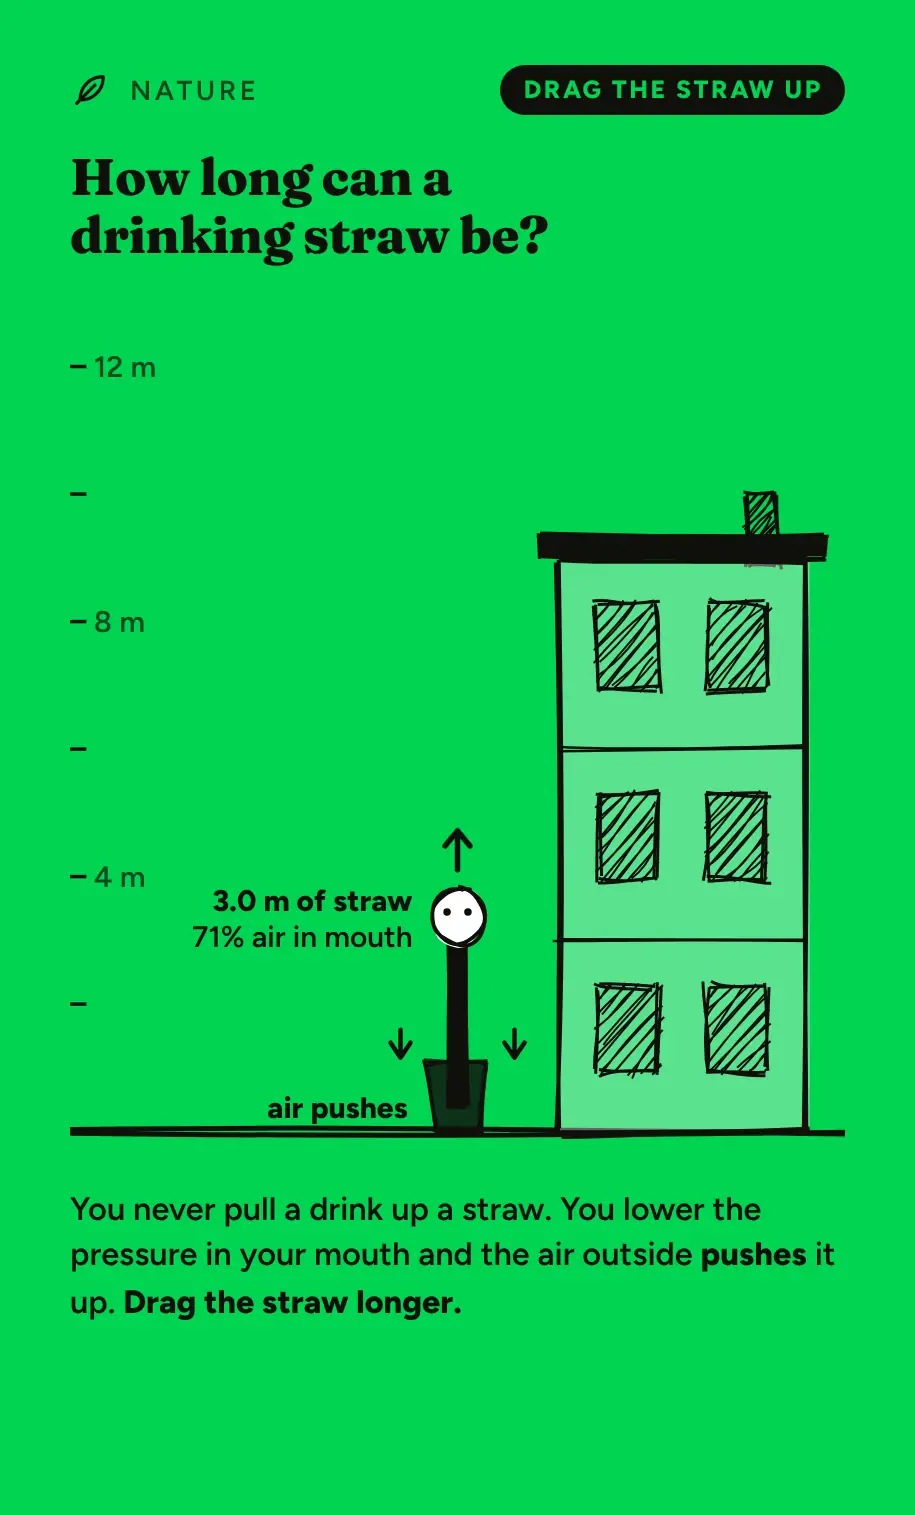 NATURE
DRAG THE STRAW UP
How long can a
drinking straw be?
12 m
8 m
4 m
3.0 m of straw
71% air in mouth
air pushes
You never pull a drink up a straw. You lower the
pressure in your mouth and the air outside pushes it
up. Drag the straw longer.